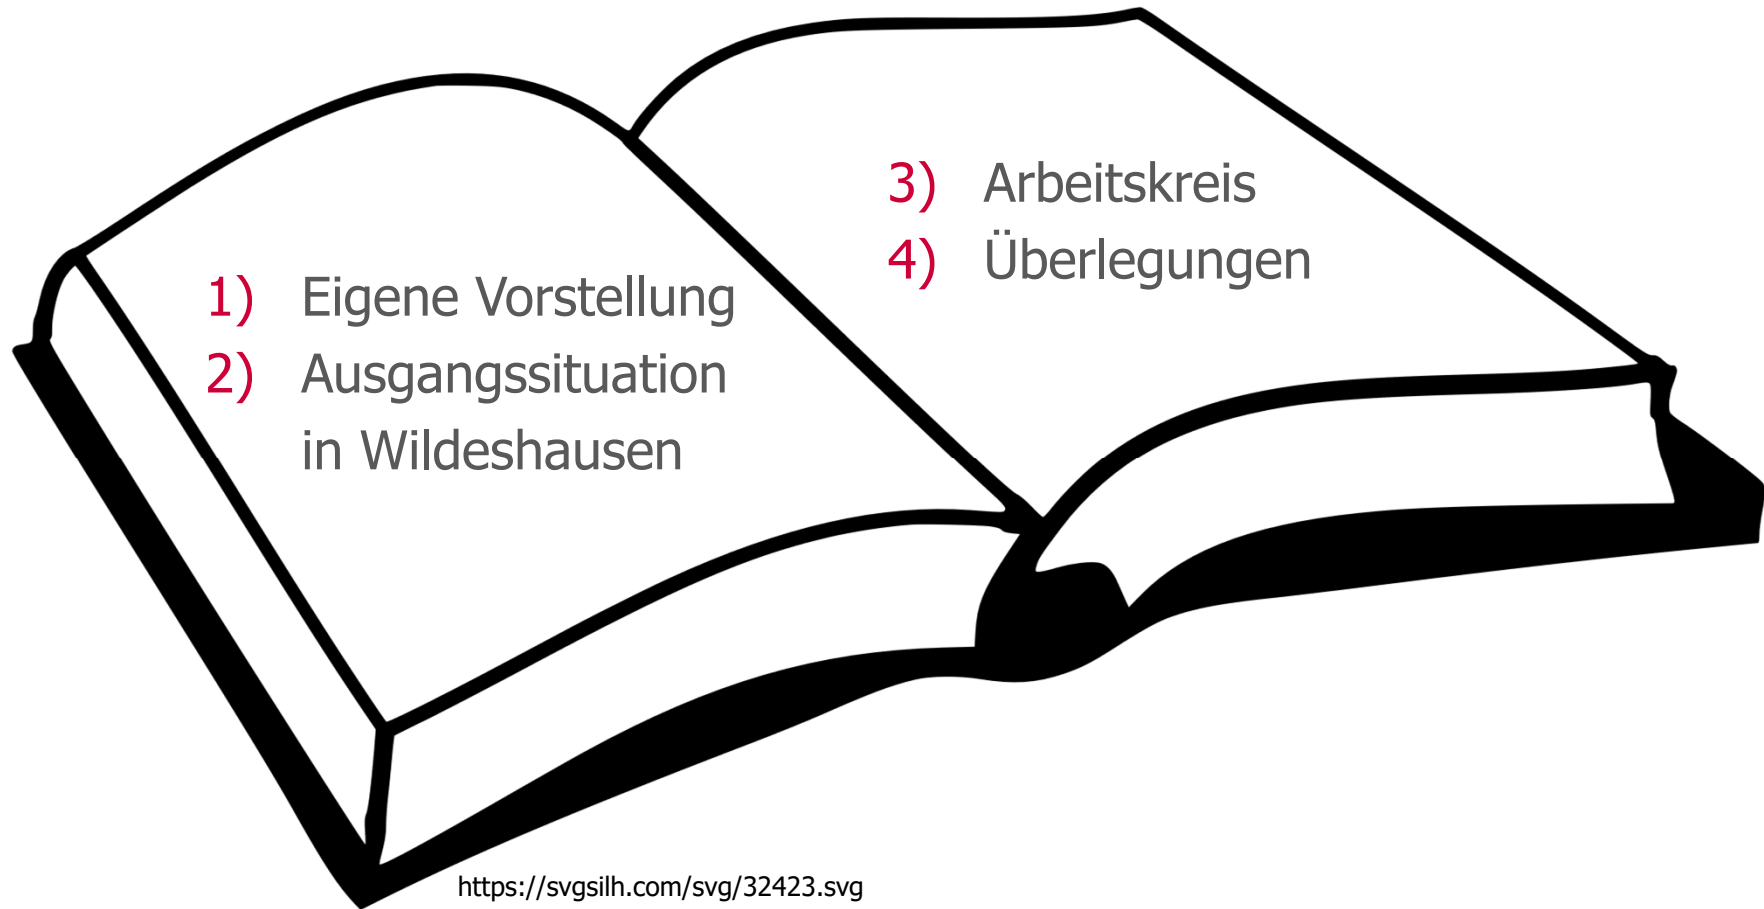 1) Eigene Vorstellung
2) Ausgangssituation
in Wildeshausen
3) Arbeitskreis
4) Überlegungen
https://svgsilh.com/svg/32423.svg